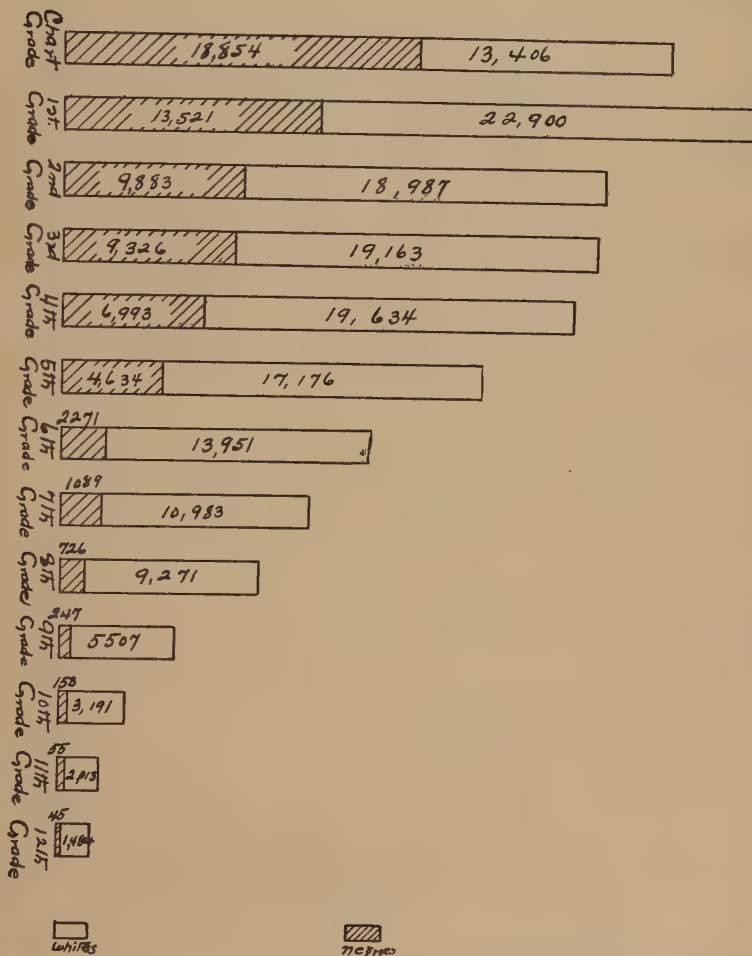 Chart Grade 18,854 13,406
1st Grade 13,521 22,900
2nd Grade 9,883 18,987
3rd Grade 9,326 19,163
4th Grade 6,993 19,634
5th Grade 4,634 17,176
6th Grade 2271 13,951
7th Grade 1089 10,983
8th Grade 726 9,271
9th Grade 247 5507
10th Grade 158 3,191
11th Grade 55
12th Grade 45
Whites negroes